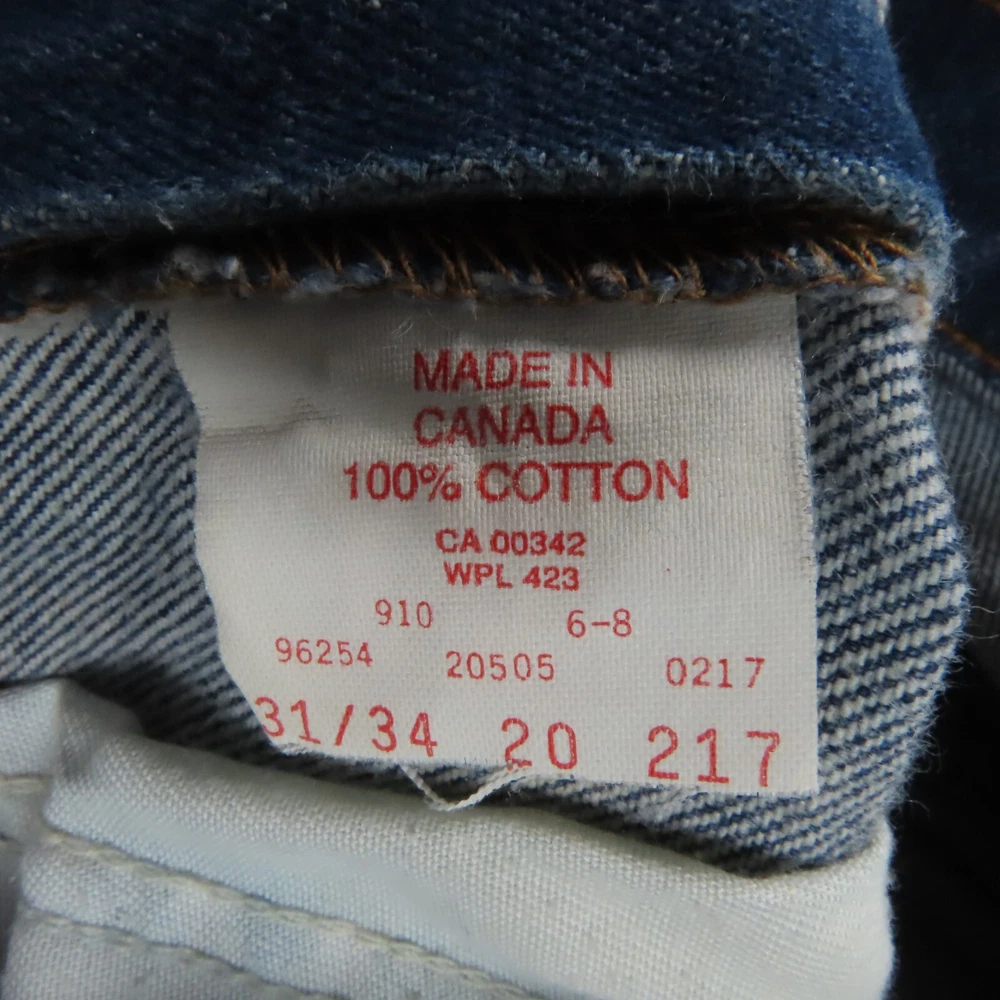 MADE IN
CANADA
100% COTTON
CA 00342
WPL 423
910 6-8
96254 20505 0217
31/34 20 217